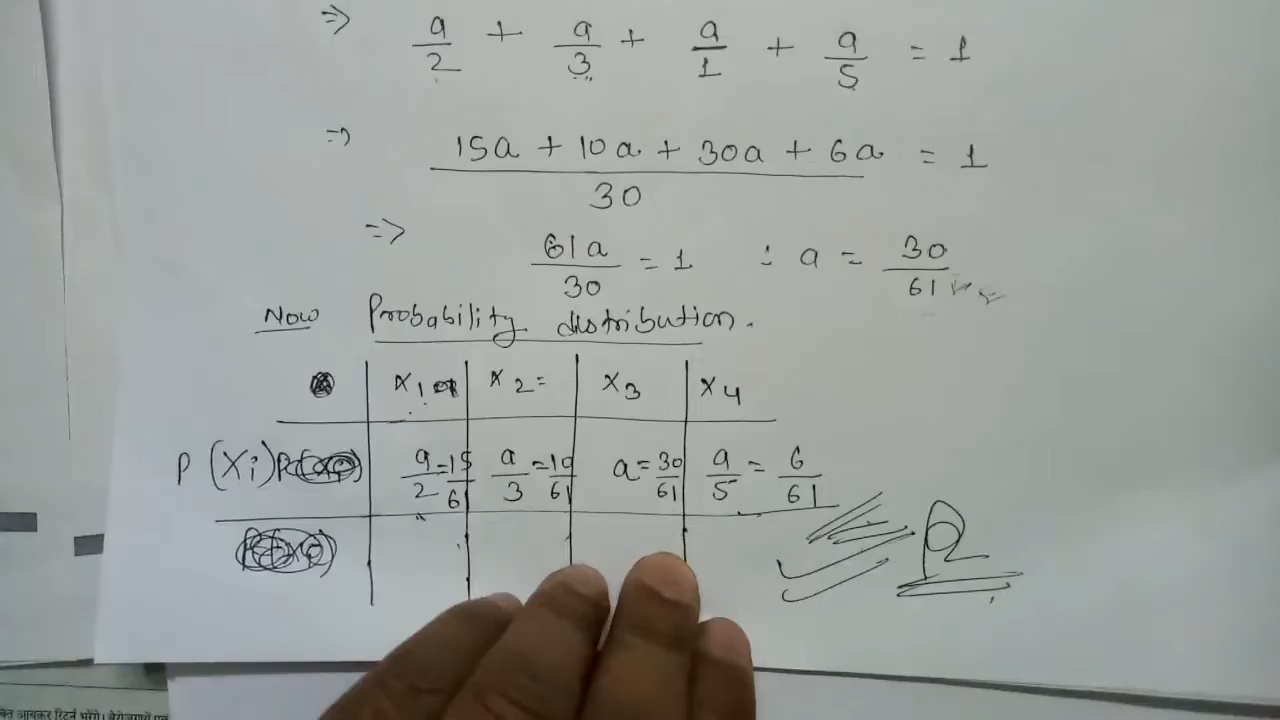 ⇒ a/2 + a/3 + a/1 + a/5 = 1
⇒ (15a + 10a + 30a + 6a)/30 = 1
⇒ 61a/30 = 1 ∴ a = 30/61
Now Probability distribution.
x1 x2= x3 x4
P(Xi) a/2=15/61 a/3=10/61 a=30/61 a/5=6/61